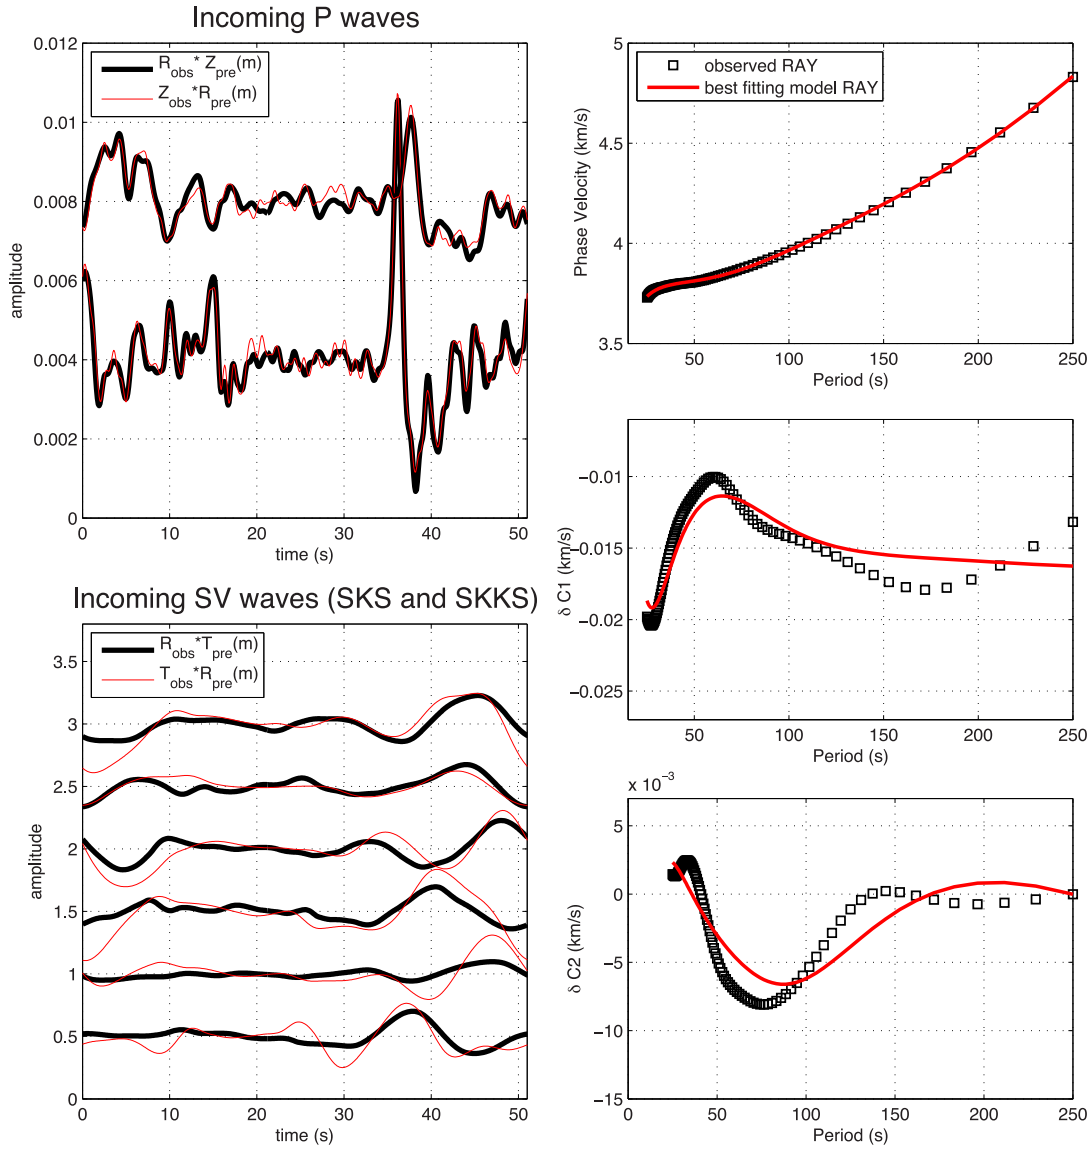 Incoming P waves
0.012
0.01
0.008
0.006
0.004
0.002
0
amplitude
R_obs* Z_pre(m)
Z_obs*R_pre(m)
0 10 20 30 40 50
time (s)
Incoming SV waves (SKS and SKKS)
3.5
3
2.5
2
1.5
1
0.5
0
amplitude
R_obs*T_pre(m)
T_obs*R_pre(m)
0 10 20 30 40 50
time (s)
5
4.5
4
3.5
Phase Velocity (km/s)
observed RAY
best fitting model RAY
50 100 150 200 250
Period (s)
−0.01
−0.015
−0.02
−0.025
δ C1 (km/s)
50 100 150 200 250
Period (s)
x 10^−3
5
0
−5
−10
−15
δ C2 (km/s)
0 50 100 150 200 250
Period (s)